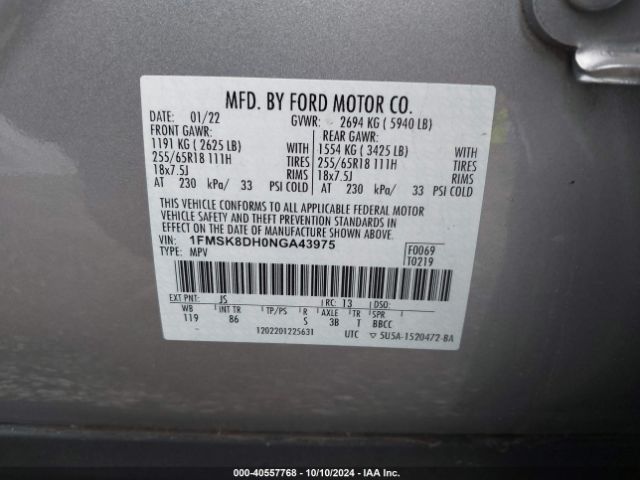 MFD. BY FORD MOTOR CO.
DATE: 01/22 GVWR: 2694 KG ( 5940 LB)
FRONT GAWR: REAR GAWR:
1191 KG ( 2625 LB) WITH 1554 KG ( 3425 LB) WITH
255/65R18 111H TIRES 255/65R18 111H TIRES
18x7.5J RIMS 18x7.5J RIMS
AT 230 kPa/ 33 PSI COLD AT 230 kPa/ 33 PSI COLD
THIS VEHICLE CONFORMS TO ALL APPLICABLE FEDERAL MOTOR
VEHICLE SAFETY AND THEFT PREVENTION STANDARDS IN
EFFECT ON THE DATE OF MANUFACTURE SHOWN ABOVE.
VIN: 1FMSK8DH0NGA43975 F0069
TYPE: MPV T0219
EXT PNT: JS RC: 13 DSO:
WB INT TR TP/PS R AXLE TR SPR
119 86 S 3B T BBCC
1202201225631 UTC ▽ 5U5A-1520472-BA
000-40557768 - 10/10/2024 - IAA Inc.